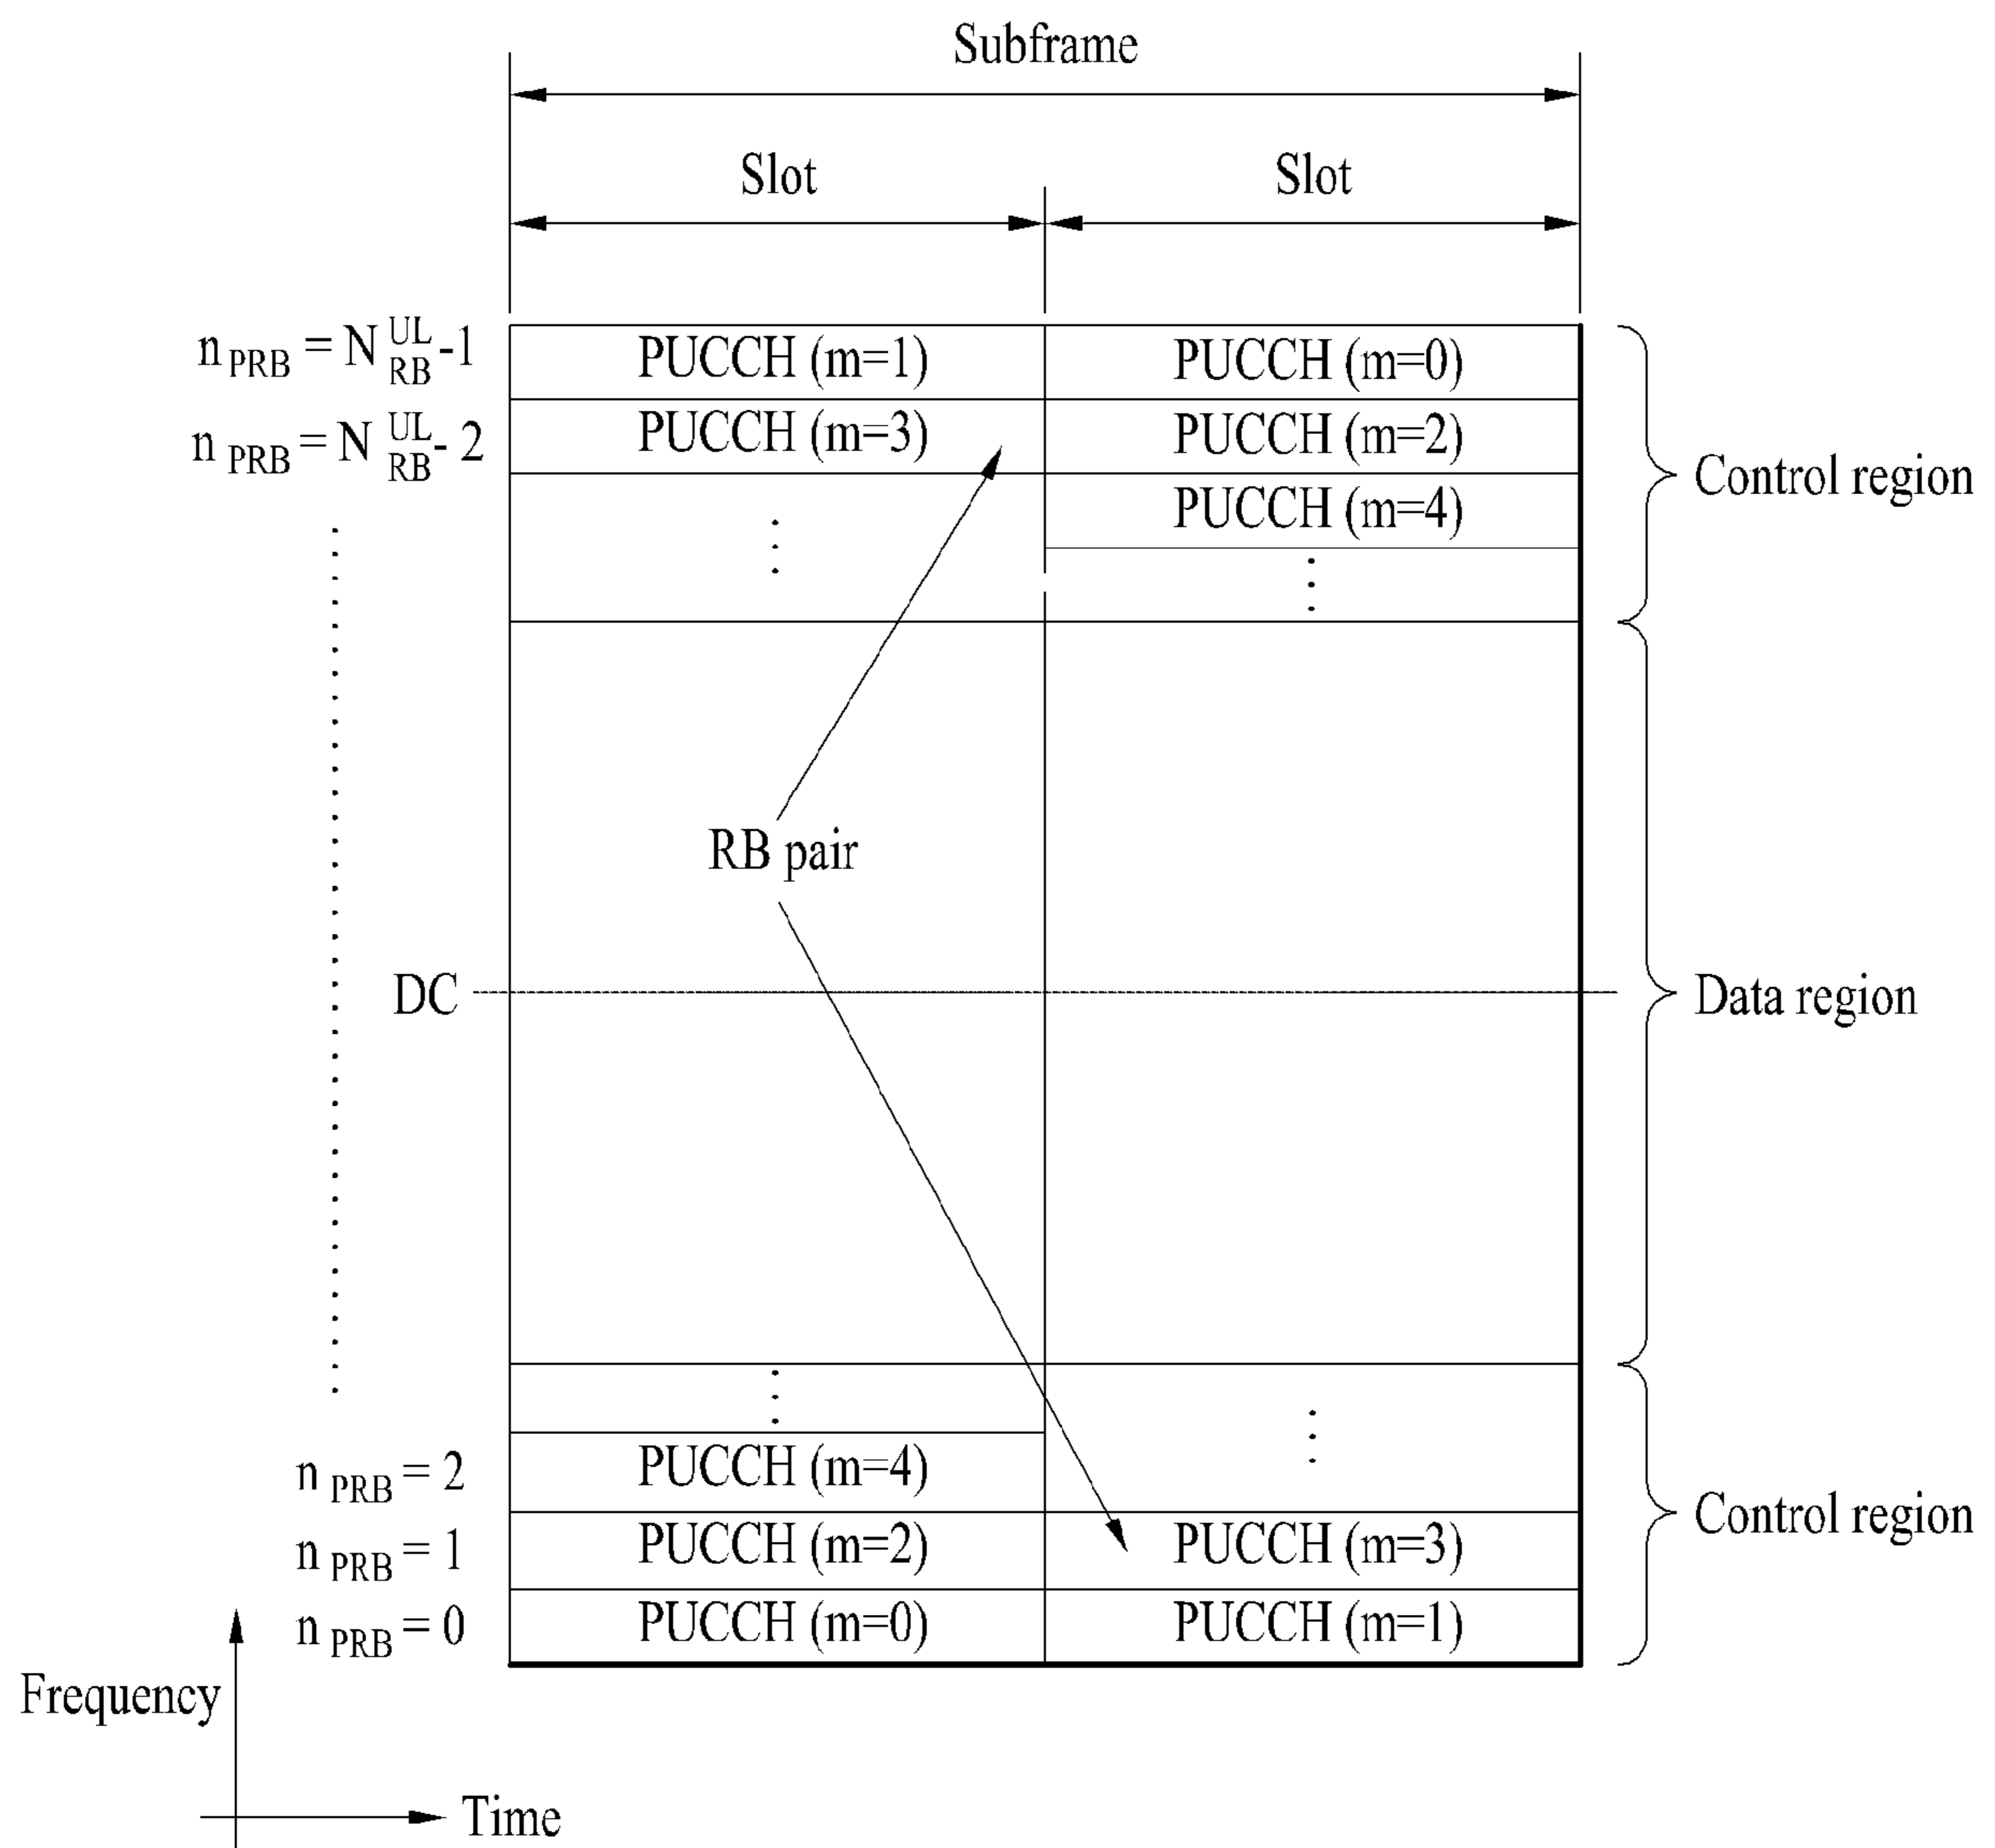 Subframe
Slot Slot
n PRB = N UL RB -1 PUCCH (m=1) PUCCH (m=0)
n PRB = N UL RB - 2 PUCCH (m=3) PUCCH (m=2)
PUCCH (m=4)
Control region
RB pair
DC
Data region
n PRB = 2 PUCCH (m=4)
Control region
n PRB = 1 PUCCH (m=2) PUCCH (m=3)
n PRB = 0 PUCCH (m=0) PUCCH (m=1)
Frequency
Time